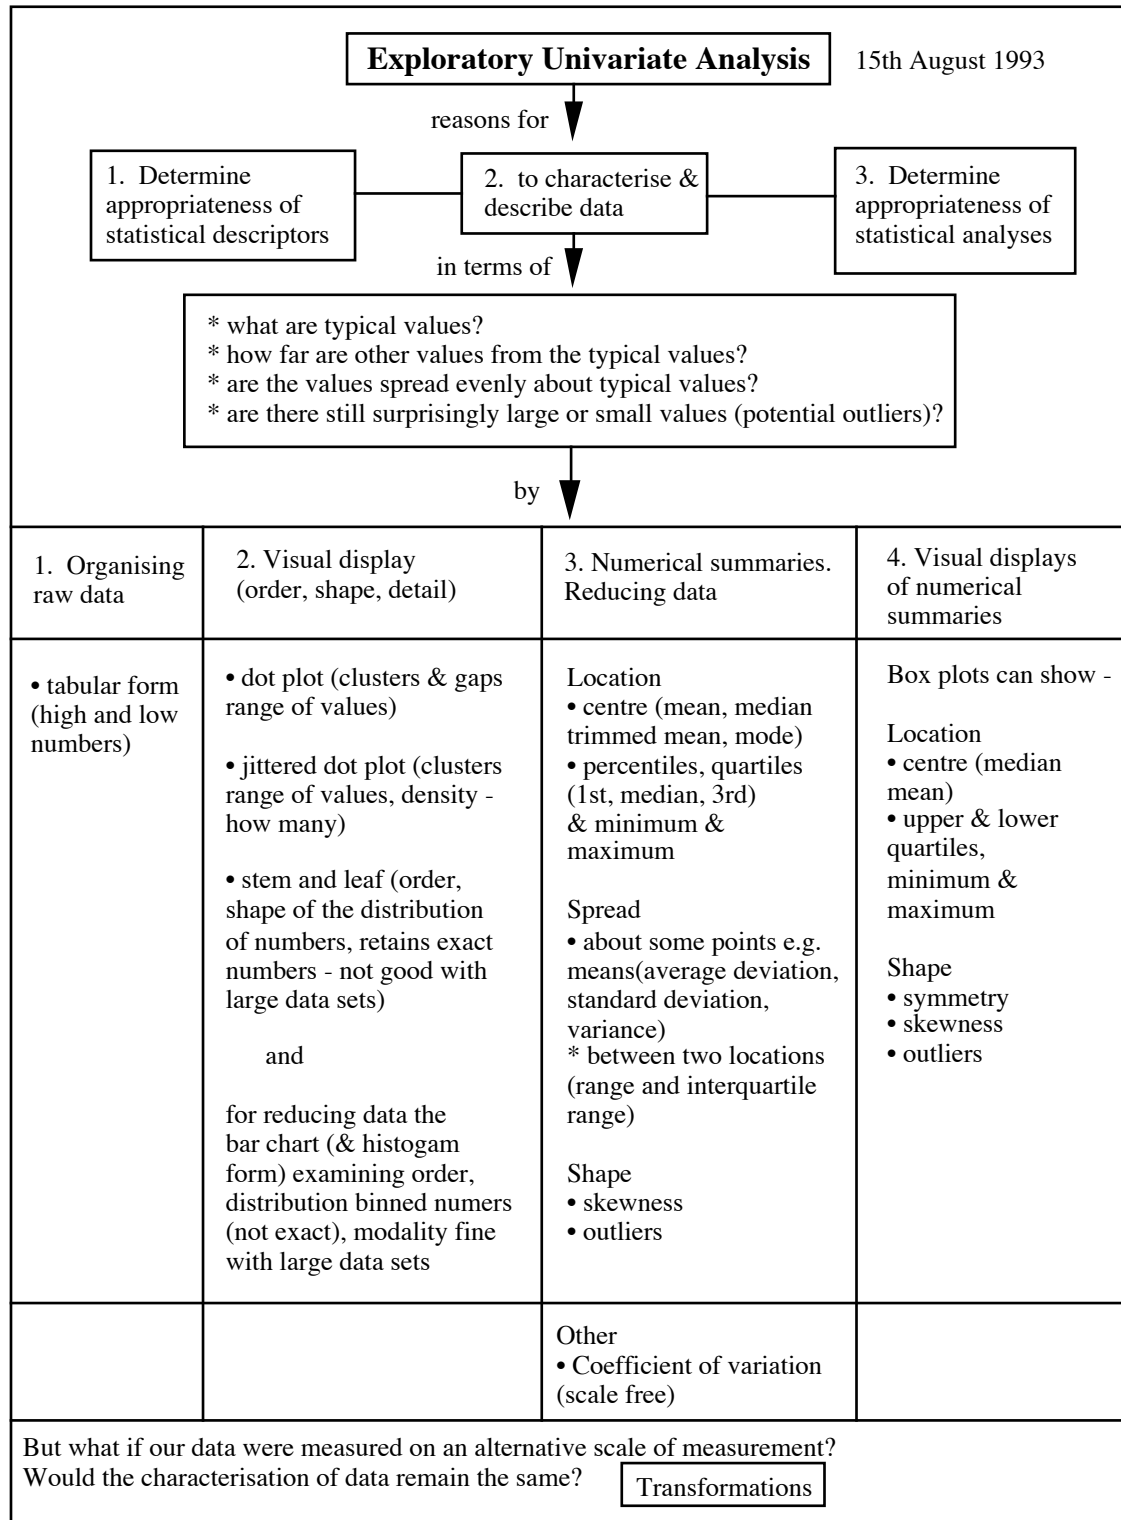 Exploratory Univariate Analysis
15th August 1993
reasons for
1. Determine
appropriateness of
statistical descriptors
2. to characterise &
describe data
3. Determine
appropriateness of
statistical analyses
in terms of
* what are typical values?
* how far are other values from the typical values?
* are the values spread evenly about typical values?
* are there still surprisingly large or small values (potential outliers)?
by
1. Organising
raw data
2. Visual display
(order, shape, detail)
3. Numerical summaries.
Reducing data
4. Visual displays
of numerical
summaries
• tabular form
(high and low
numbers)
• dot plot (clusters & gaps
range of values)
• jittered dot plot (clusters
range of values, density -
how many)
• stem and leaf (order,
shape of the distribution
of numbers, retains exact
numbers - not good with
large data sets)
and
for reducing data the
bar chart (& histogam
form) examining order,
distribution binned numers
(not exact), modality fine
with large data sets
Location
• centre (mean, median
trimmed mean, mode)
• percentiles, quartiles
(1st, median, 3rd)
& minimum &
maximum
Spread
• about some points e.g.
means(average deviation,
standard deviation,
variance)
* between two locations
(range and interquartile
range)
Shape
• skewness
• outliers
Box plots can show -
Location
• centre (median
mean)
• upper & lower
quartiles,
minimum &
maximum
Shape
• symmetry
• skewness
• outliers
Other
• Coefficient of variation
(scale free)
But what if our data were measured on an alternative scale of measurement?
Would the characterisation of data remain the same?
Transformations